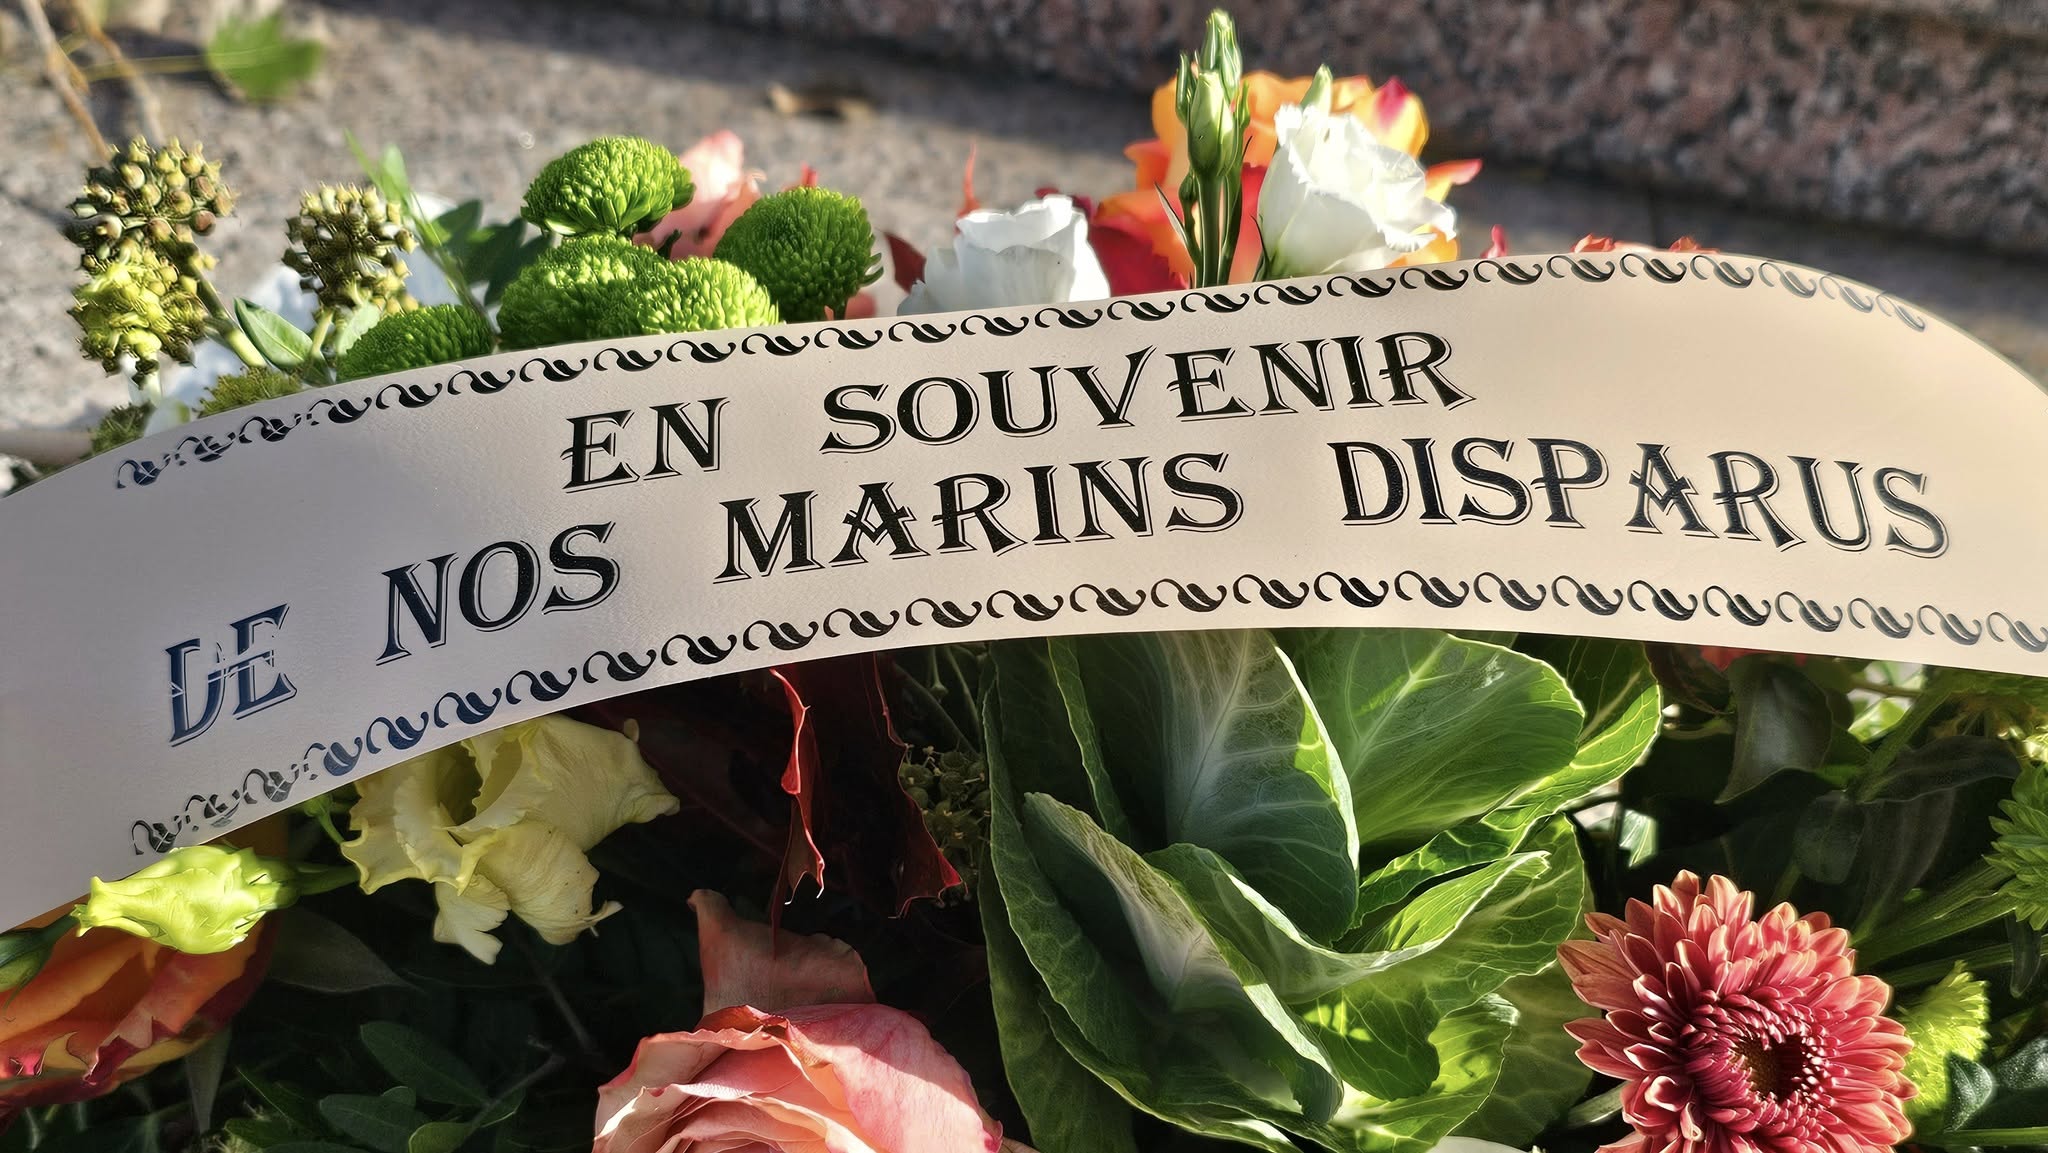 EN SOUVENIR
DE NOS MARINS DISPARUS